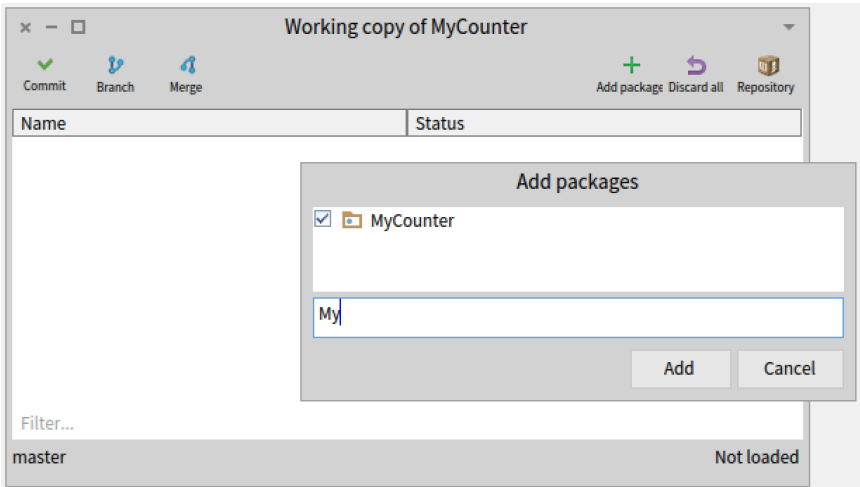 Working copy of MyCounter
Commit Branch Merge Add package Discard all Repository
Name Status
Add packages
MyCounter
My
Add Cancel
Filter...
master Not loaded